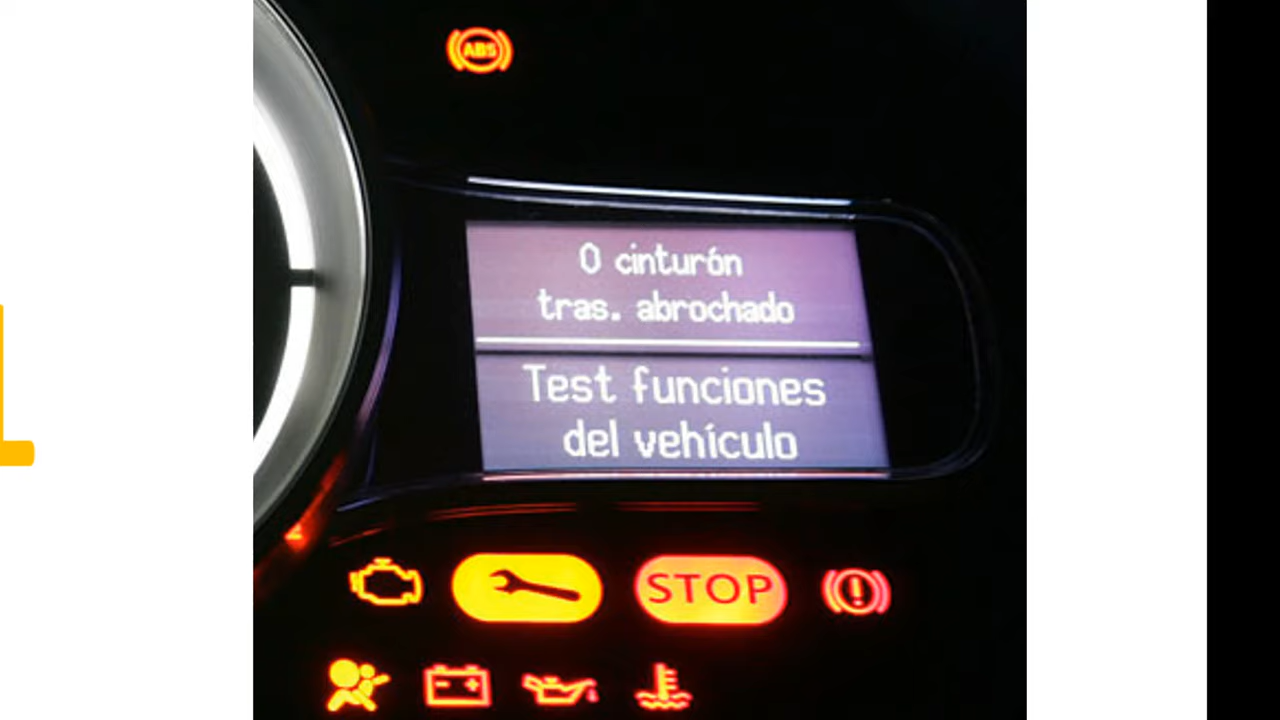 ABS
0 cinturón
tras. abrochado
Test funciones
del vehículo
STOP